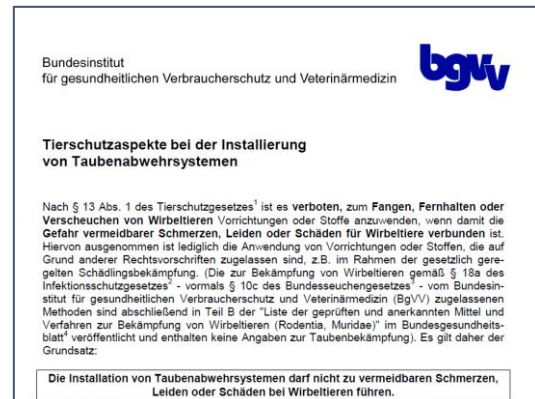 Bundesinstitut
für gesundheitlichen Verbraucherschutz und Veterinärmedizin
bgvv
Tierschutzaspekte bei der Installierung
von Taubenabwehrsystemen
Nach § 13 Abs. 1 des Tierschutzgesetzes¹ ist es verboten, zum Fangen, Fernhalten oder
Verscheuchen von Wirbeltieren Vorrichtungen oder Stoffe anzuwenden, wenn damit die
Gefahr vermeidbarer Schmerzen, Leiden oder Schäden für Wirbeltiere verbunden ist.
Hiervon ausgenommen ist lediglich die Anwendung von Vorrichtungen oder Stoffen, die auf
Grund anderer Rechtsvorschriften zugelassen sind, z.B. im Rahmen der gesetzlich gere-
gelten Schädlingsbekämpfung. (Die zur Bekämpfung von Wirbeltieren gemäß § 18a des
Infektionsschutzgesetzes² - vormals § 10c des Bundesseuchengesetzes³ - vom Bundesin-
stitut für gesundheitlichen Verbraucherschutz und Veterinärmedizin (BgVV) zugelassenen
Methoden sind abschließend in Teil B der "Liste der geprüften und anerkannten Mittel und
Verfahren zur Bekämpfung von Wirbeltieren (Rodentia, Muridae)" im Bundesgesundheits-
blatt⁴ veröffentlicht und enthalten keine Angaben zur Taubenbekämpfung). Es gilt daher der
Grundsatz:
Die Installation von Taubenabwehrsystemen darf nicht zu vermeidbaren Schmerzen,
Leiden oder Schäden bei Wirbeltieren führen.